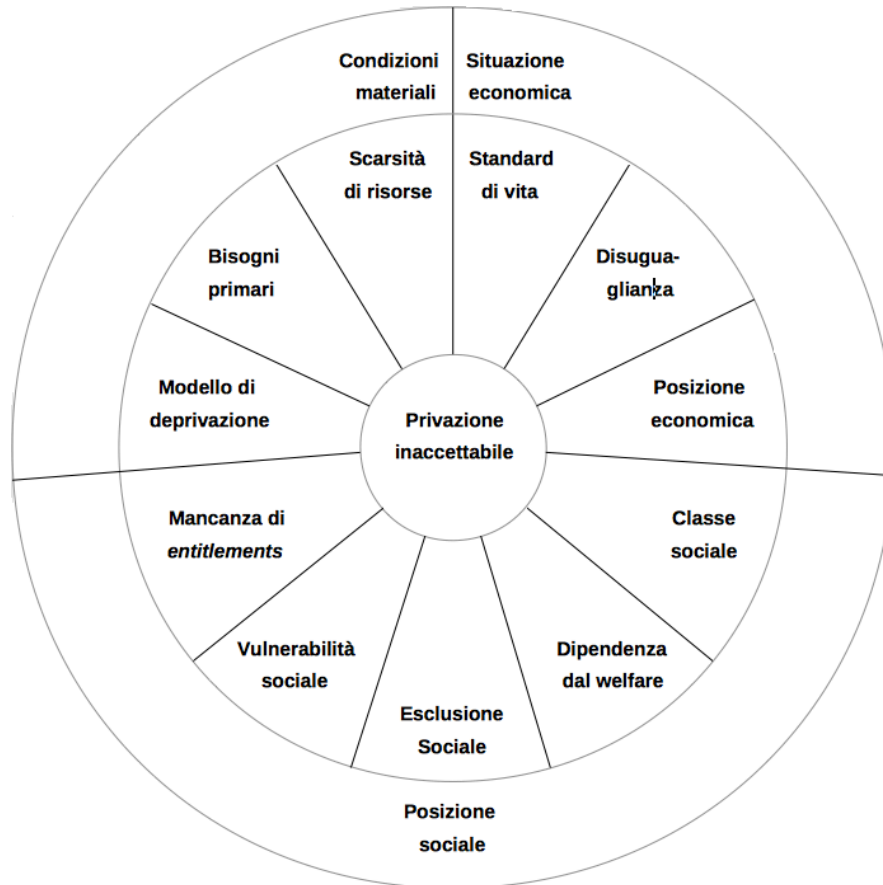 Condizioni
materiali
Situazione
economica
Scarsità
di risorse
Standard
di vita
Bisogni
primari
Disugua-
glianza
Modello di
deprivazione
Privazione
inaccettabile
Posizione
economica
Mancanza di
entitlements
Classe
sociale
Vulnerabilità
sociale
Dipendenza
dal welfare
Esclusione
Sociale
Posizione
sociale